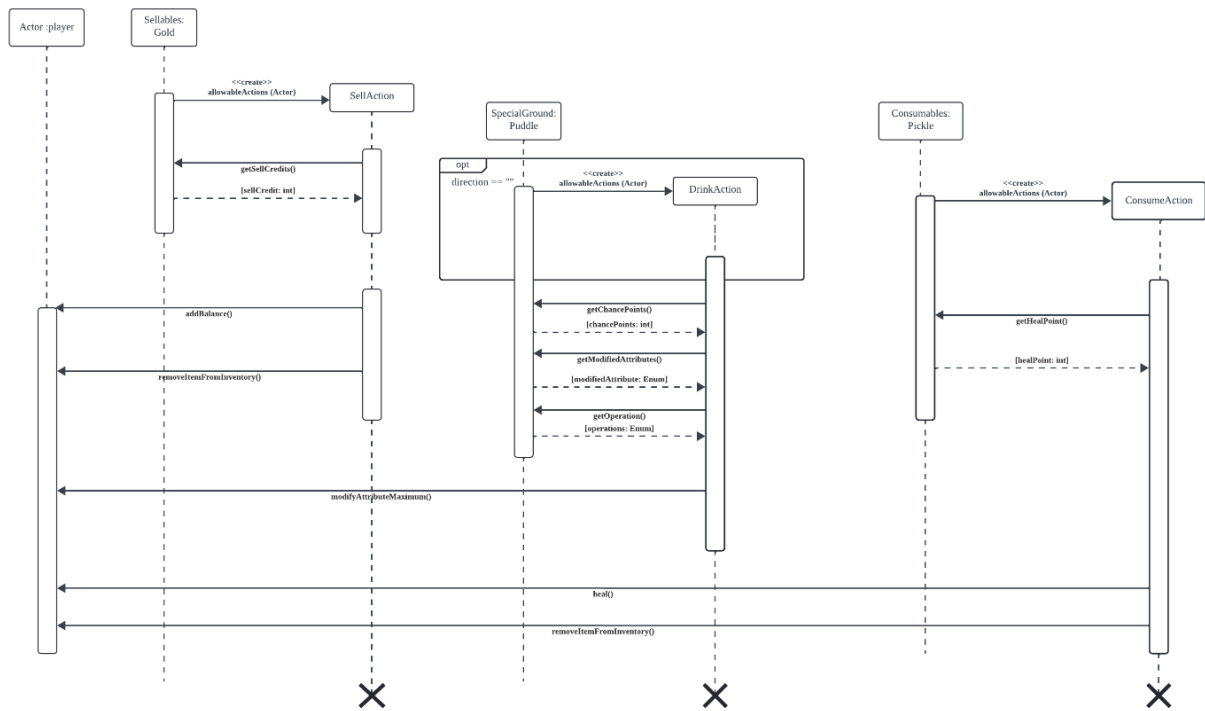 Actor :player
Sellables:
Gold
<<create>>
allowableActions (Actor)
SellAction
SpecialGround:
Puddle
Consumables:
Pickle
getSellCredits()
[sellCredit: int]
opt
direction == ""
<<create>>
allowableActions (Actor)
DrinkAction
<<create>>
allowableActions (Actor)
ConsumeAction
addBalance()
getChancePoints()
[chancePoints: int]
getHealPoint()
getModifiedAttributes()
[healPoint: int]
removeItemFromInventory()
[modifiedAttribute: Enum]
getOperation()
[operations: Enum]
modifyAttributeMaximum()
heal()
removeItemFromInventory()